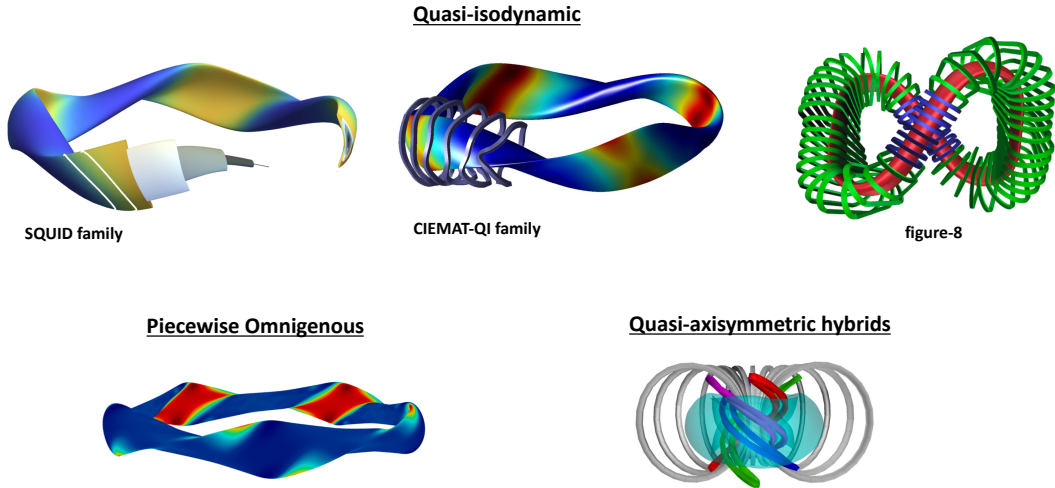 Quasi-isodynamic
SQUID family
CIEMAT-QI family
figure-8
Piecewise Omnigenous
Quasi-axisymmetric hybrids